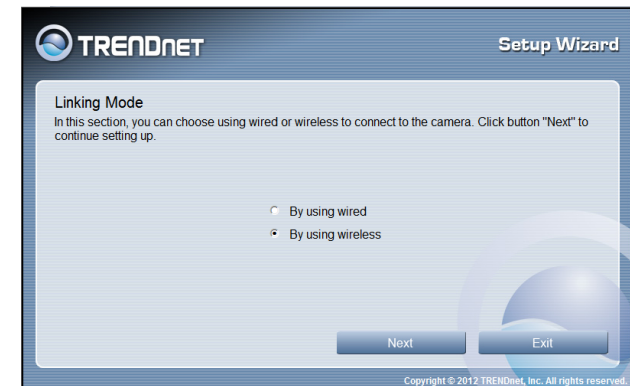 TRENDNET
Setup Wizard
Linking Mode
In this section, you can choose using wired or wireless to connect to the camera. Click button "Next" to
continue setting up.
By using wired
By using wireless
Next
Exit
Copyright © 2012 TRENDnet, Inc. All rights reserved.